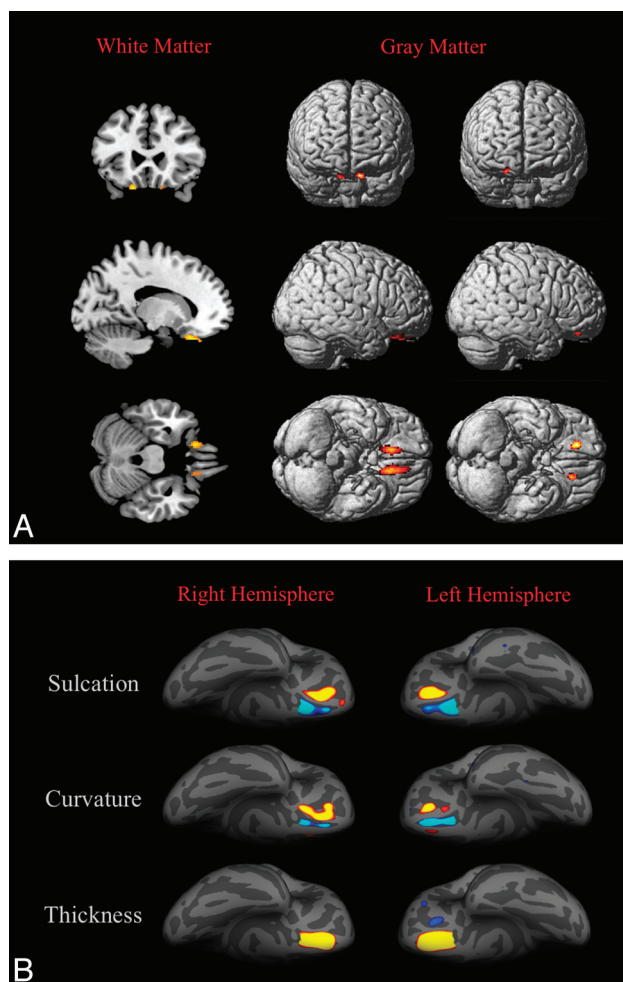 White Matter
Gray Matter
A
Right Hemisphere
Left Hemisphere
Sulcation
Curvature
Thickness
B